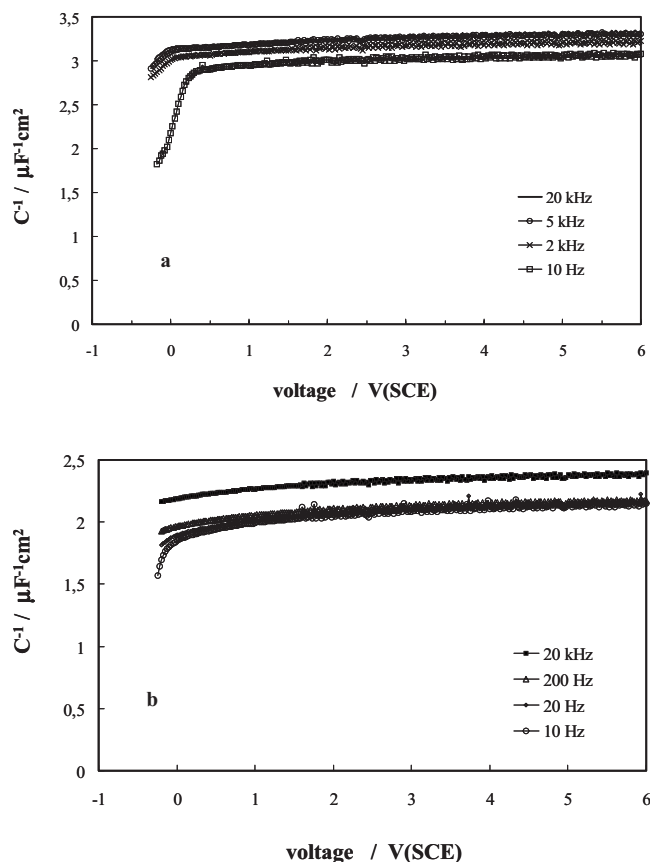 3,5
3
2,5
2
1,5
1
0,5
0
C⁻¹ / μF⁻¹cm²
a
20 kHz
5 kHz
2 kHz
10 Hz
-1 0 1 2 3 4 5 6
voltage / V(SCE)
2,5
2
1,5
1
0,5
0
C⁻¹ / μF⁻¹cm²
b
20 kHz
200 Hz
20 Hz
10 Hz
-1 0 1 2 3 4 5 6
voltage / V(SCE)